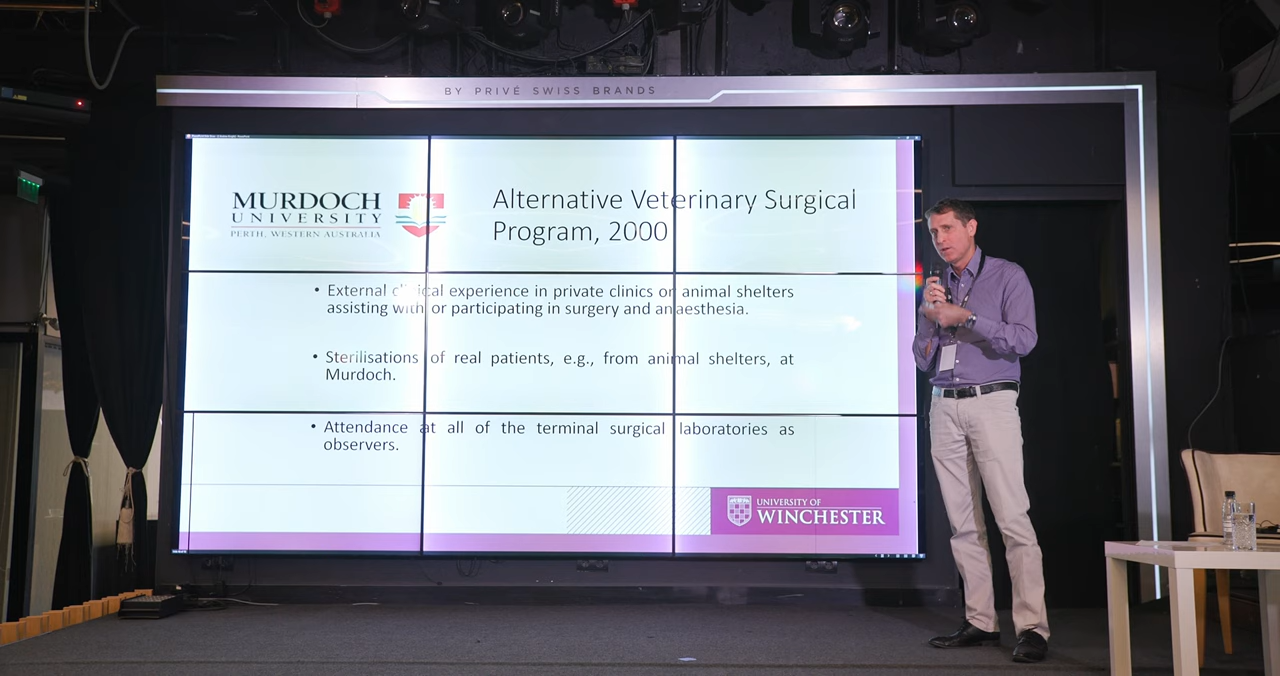 BY PRIVÉ SWISS BRANDS
MURDOCH
UNIVERSITY
PERTH, WESTERN AUSTRALIA
Alternative Veterinary Surgical
Program, 2000
• External clinical experience in private clinics or animal shelters
assisting with or participating in surgery and anaesthesia.
• Sterilisations of real patients, e.g., from animal shelters, at
Murdoch.
• Attendance at all of the terminal surgical laboratories as
observers.
UNIVERSITY OF
WINCHESTER